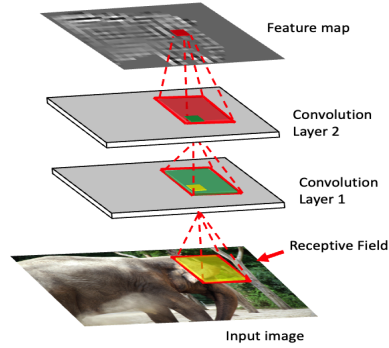 Feature map
Convolution
Layer 2
Convolution
Layer 1
Receptive Field
Input image